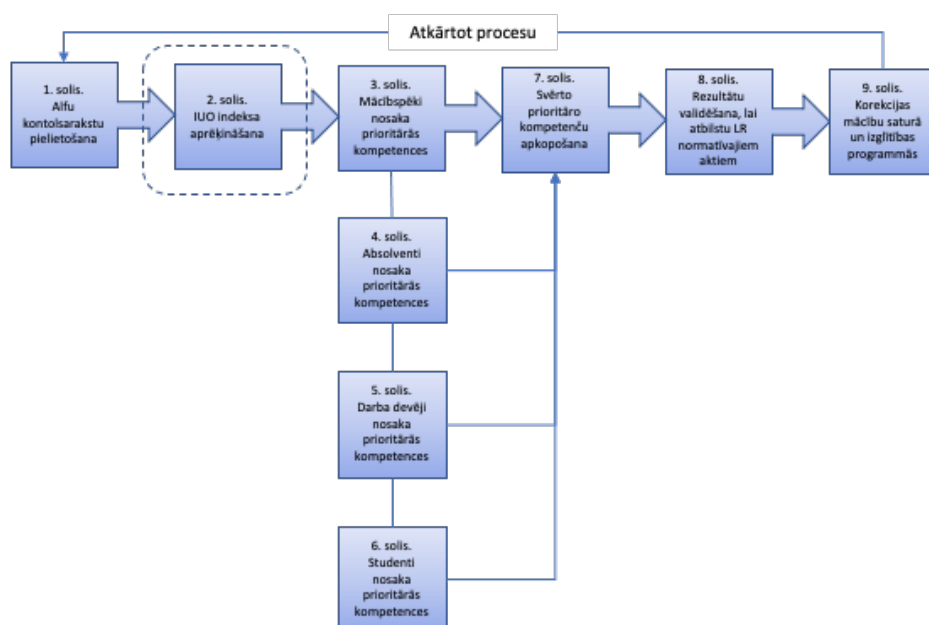 Atkārtot procesu
1. solis.
Alfu
kontolsarakstu
pielietošana
2. solis.
IUO indeksa
aprēķināšana
3. solis.
Mācībspēki
nosaka
prioritārās
kompetences
7. solis.
Svērto
prioritāro
kompetenču
apkopošana
8. solis.
Rezultātu
validēšana, lai
atbilstu LR
normatīvajiem
aktiem
9. solis.
Korekcijas
mācību saturā
un izglītības
programmās
4. solis.
Absolventi
nosaka
prioritārās
kompetences
5. solis.
Darba devēji
nosaka
prioritārās
kompetences
6. solis.
Studenti
nosaka
prioritārās
kompetences